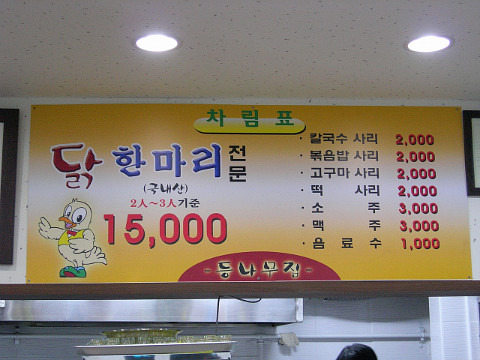 차림표
닭 한마리 전문
(국내산)
2人~3人기준
15,000
· 칼국수 사리 2,000
· 볶음밥 사리 2,000
· 고구마 사리 2,000
· 떡 사리 2,000
· 소 주 3,000
· 맥 주 3,000
· 음 료 수 1,000
- 등나무집 -